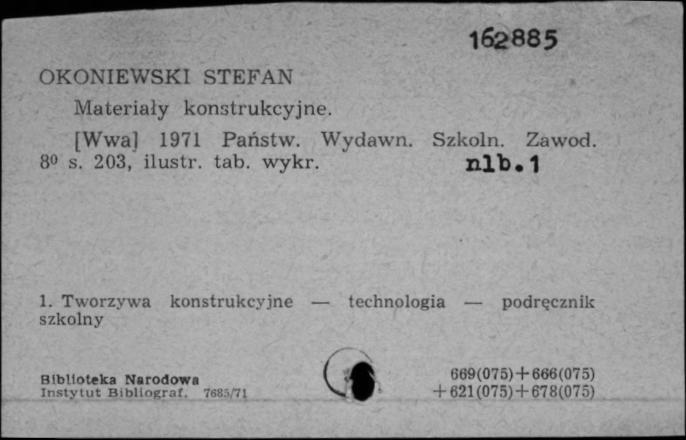 162885
OKONIEWSKI STEFAN
Materiały konstrukcyjne.
[Wwa] 1971 Państw. Wydawn. Szkoln. Zawod.
8º s. 203, ilustr. tab. wykr. nlb.1
1. Tworzywa konstrukcyjne — technologia — podręcznik
szkolny
669(075)+666(075)
Biblioteka Narodowa
Instytut Bibliograf. 7685/71 +621(075)+678(075)